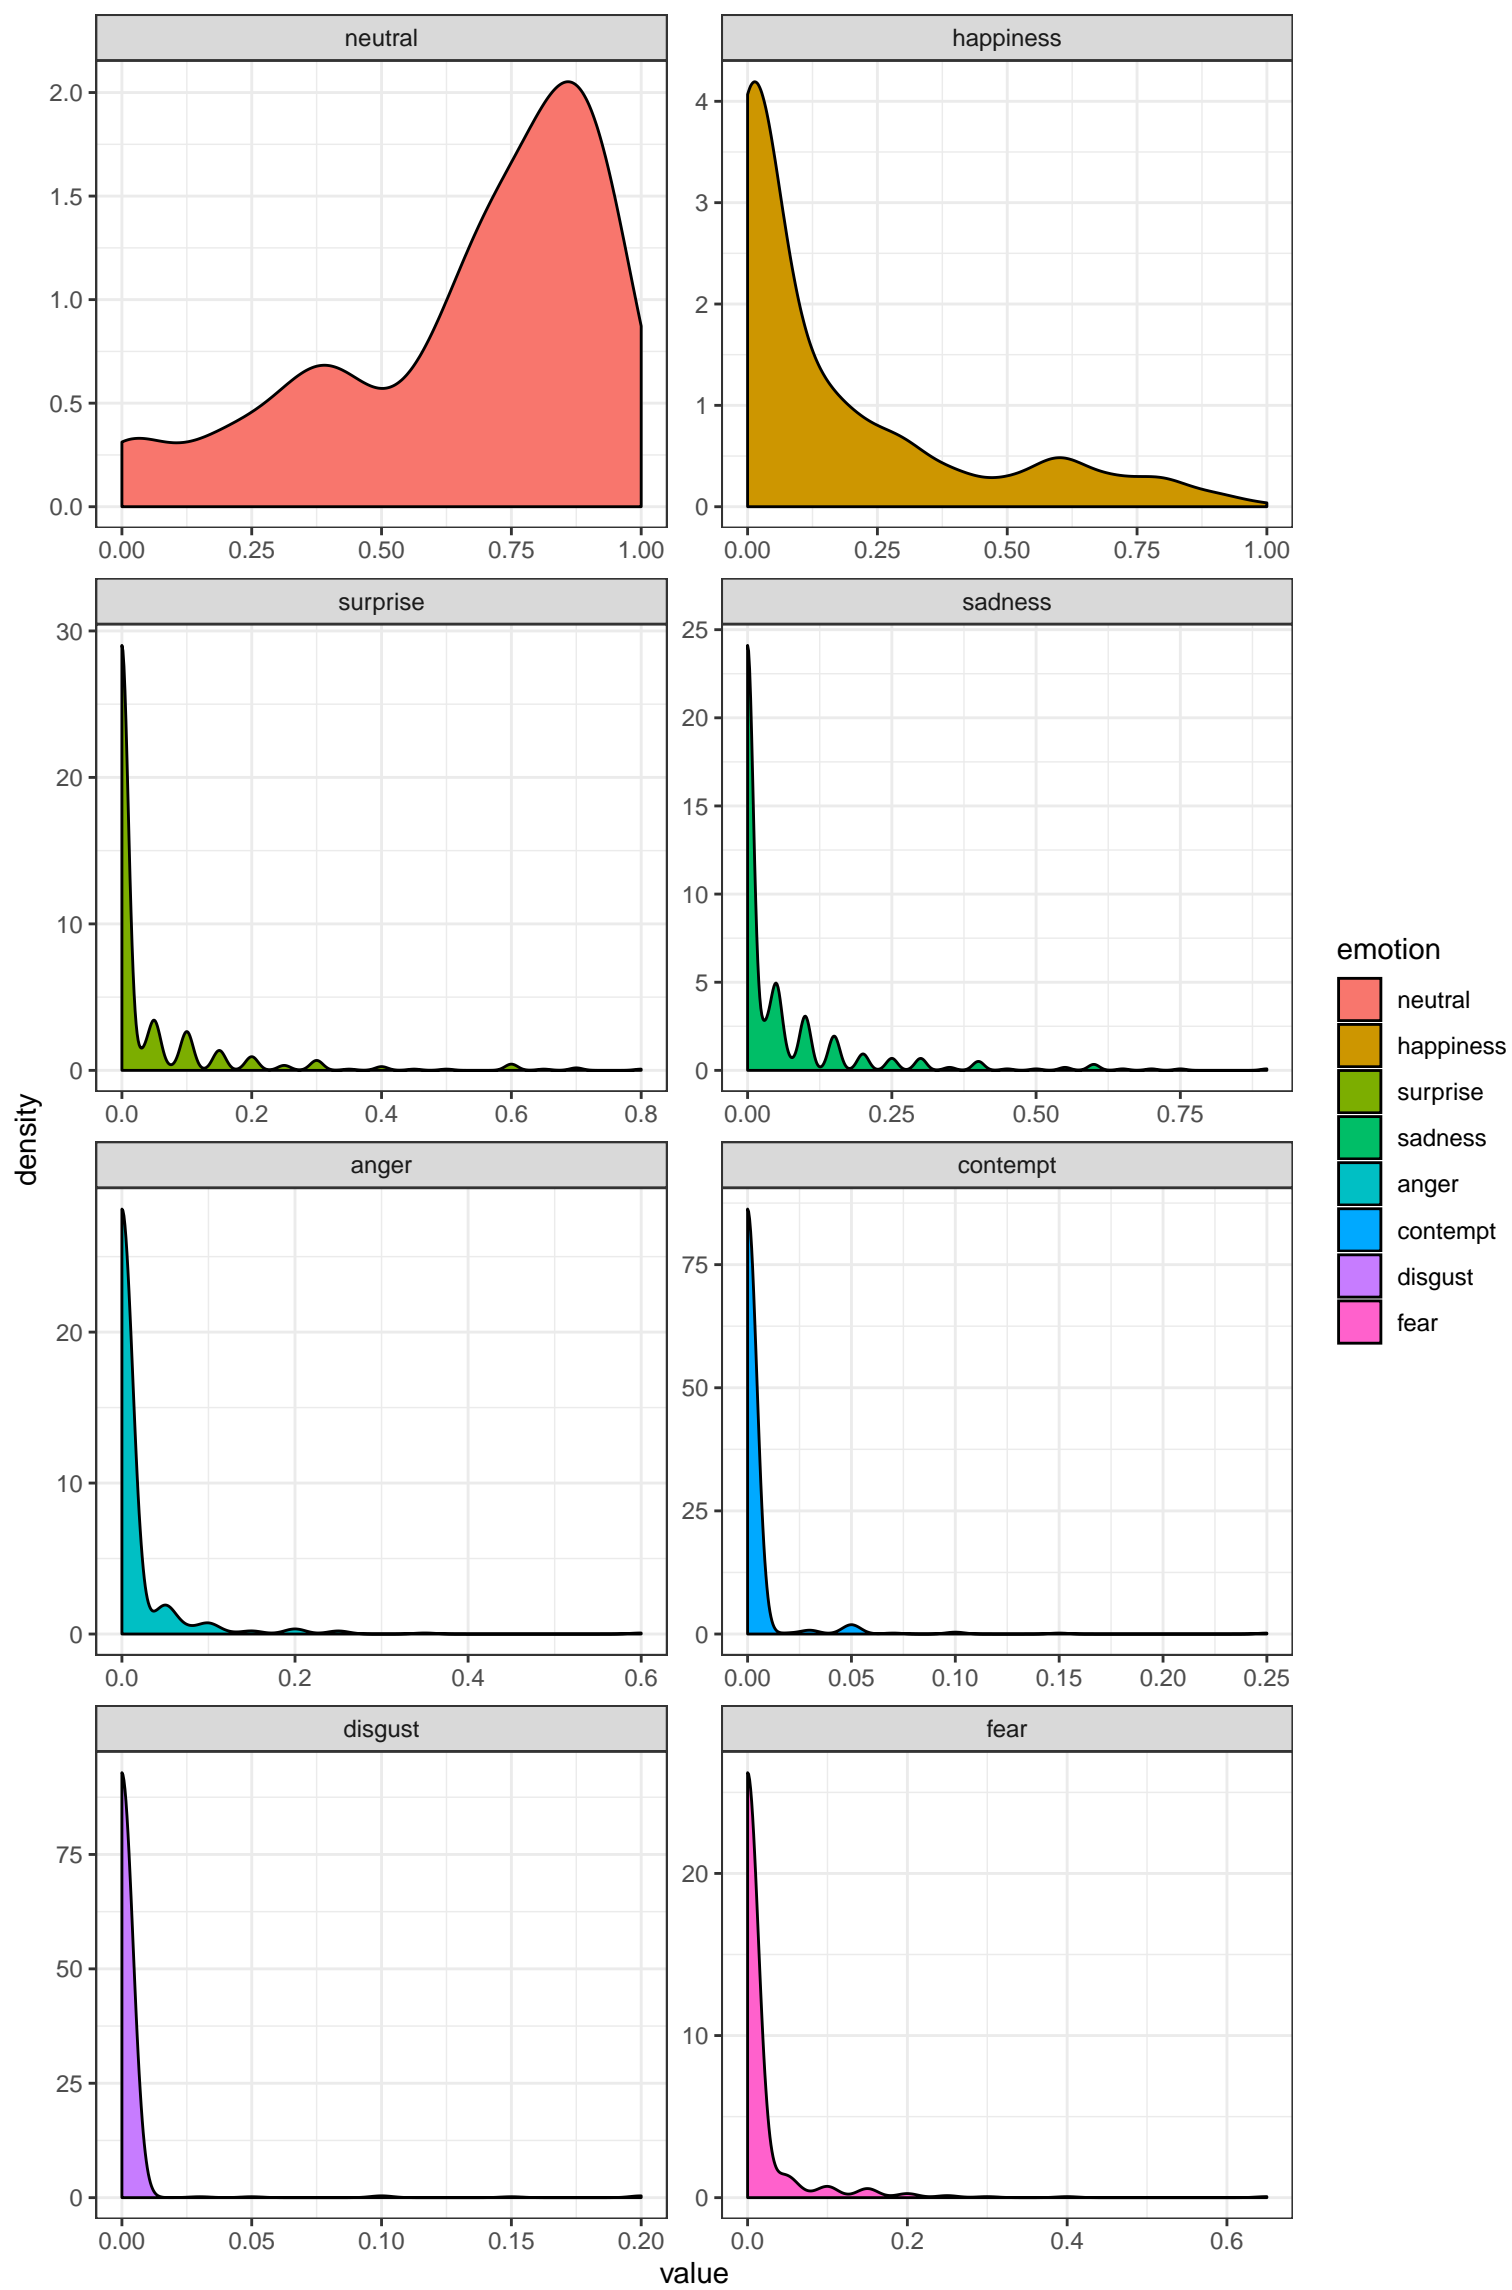 neutral
happiness
2.0
1.5
1.0
0.5
0.0
4
3
2
1
0
0.00 0.25 0.50 0.75 1.00
0.00 0.25 0.50 0.75 1.00
surprise
sadness
30
20
10
0
25
20
15
10
5
0
0.0 0.2 0.4 0.6 0.8
0.00 0.25 0.50 0.75
anger
contempt
20
10
0
75
50
25
0
0.0 0.2 0.4 0.6
0.00 0.05 0.10 0.15 0.20 0.25
disgust
fear
75
50
25
0
20
10
0
0.00 0.05 0.10 0.15 0.20
0.0 0.2 0.4 0.6
value
density
emotion
neutral
happiness
surprise
sadness
anger
contempt
disgust
fear